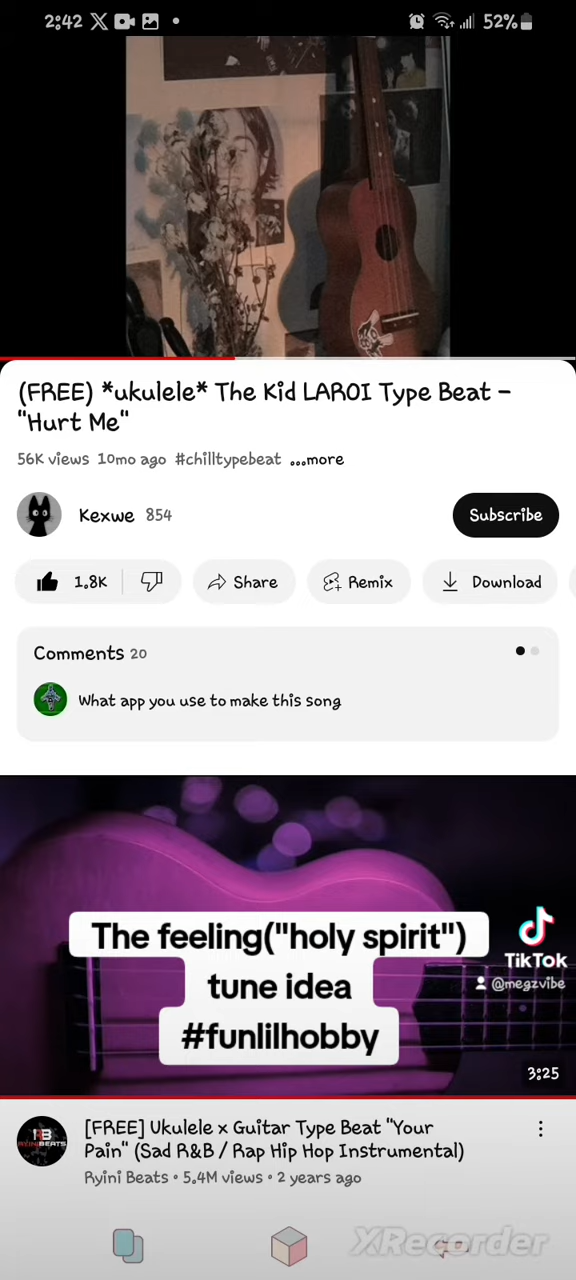 2:42
52%
(FREE) *ukulele* The Kid LAROI Type Beat -
"Hurt Me"
56K views 10mo ago #chilltypebeat ...more
Kexwe 854
Subscribe
1.8K
Share
Remix
Download
Comments 20
What app you use to make this song
The feeling("holy spirit")
tune idea
#funlilhobby
TikTok
@megzvibe
3:25
RB
RYINIBEATS
[FREE] Ukulele x Guitar Type Beat "Your
Pain" (Sad R&B / Rap Hip Hop Instrumental)
Ryini Beats • 5.4M views • 2 years ago
XRecorder